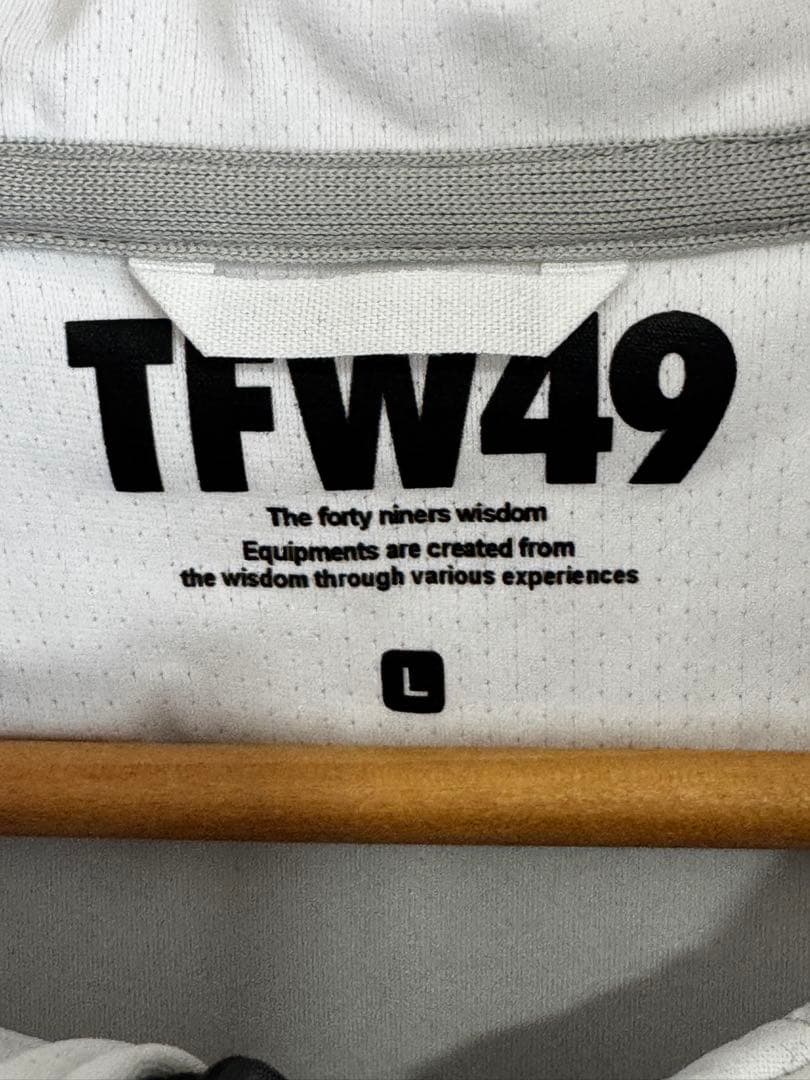 TFW49
The forty niners wisdom
Equipments are created from
the wisdom through various experiences
L